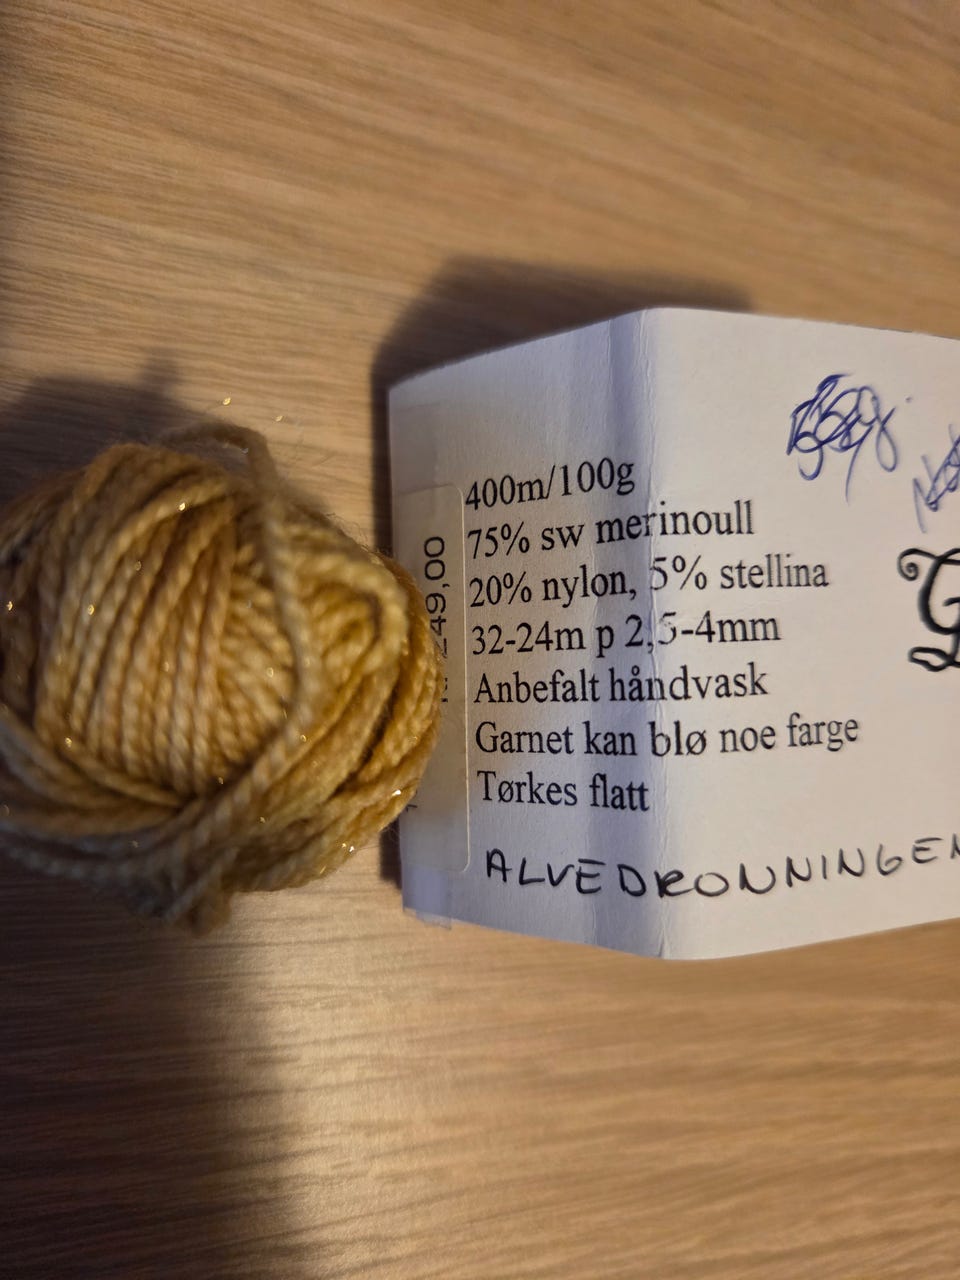 400m/100g
75% sw merinoull
20% nylon, 5% stellina
32-24m p 2,5-4mm
Anbefalt håndvask
Garnet kan blø noe farge
Tørkes flatt
ALVEDRONNINGEN
249,00